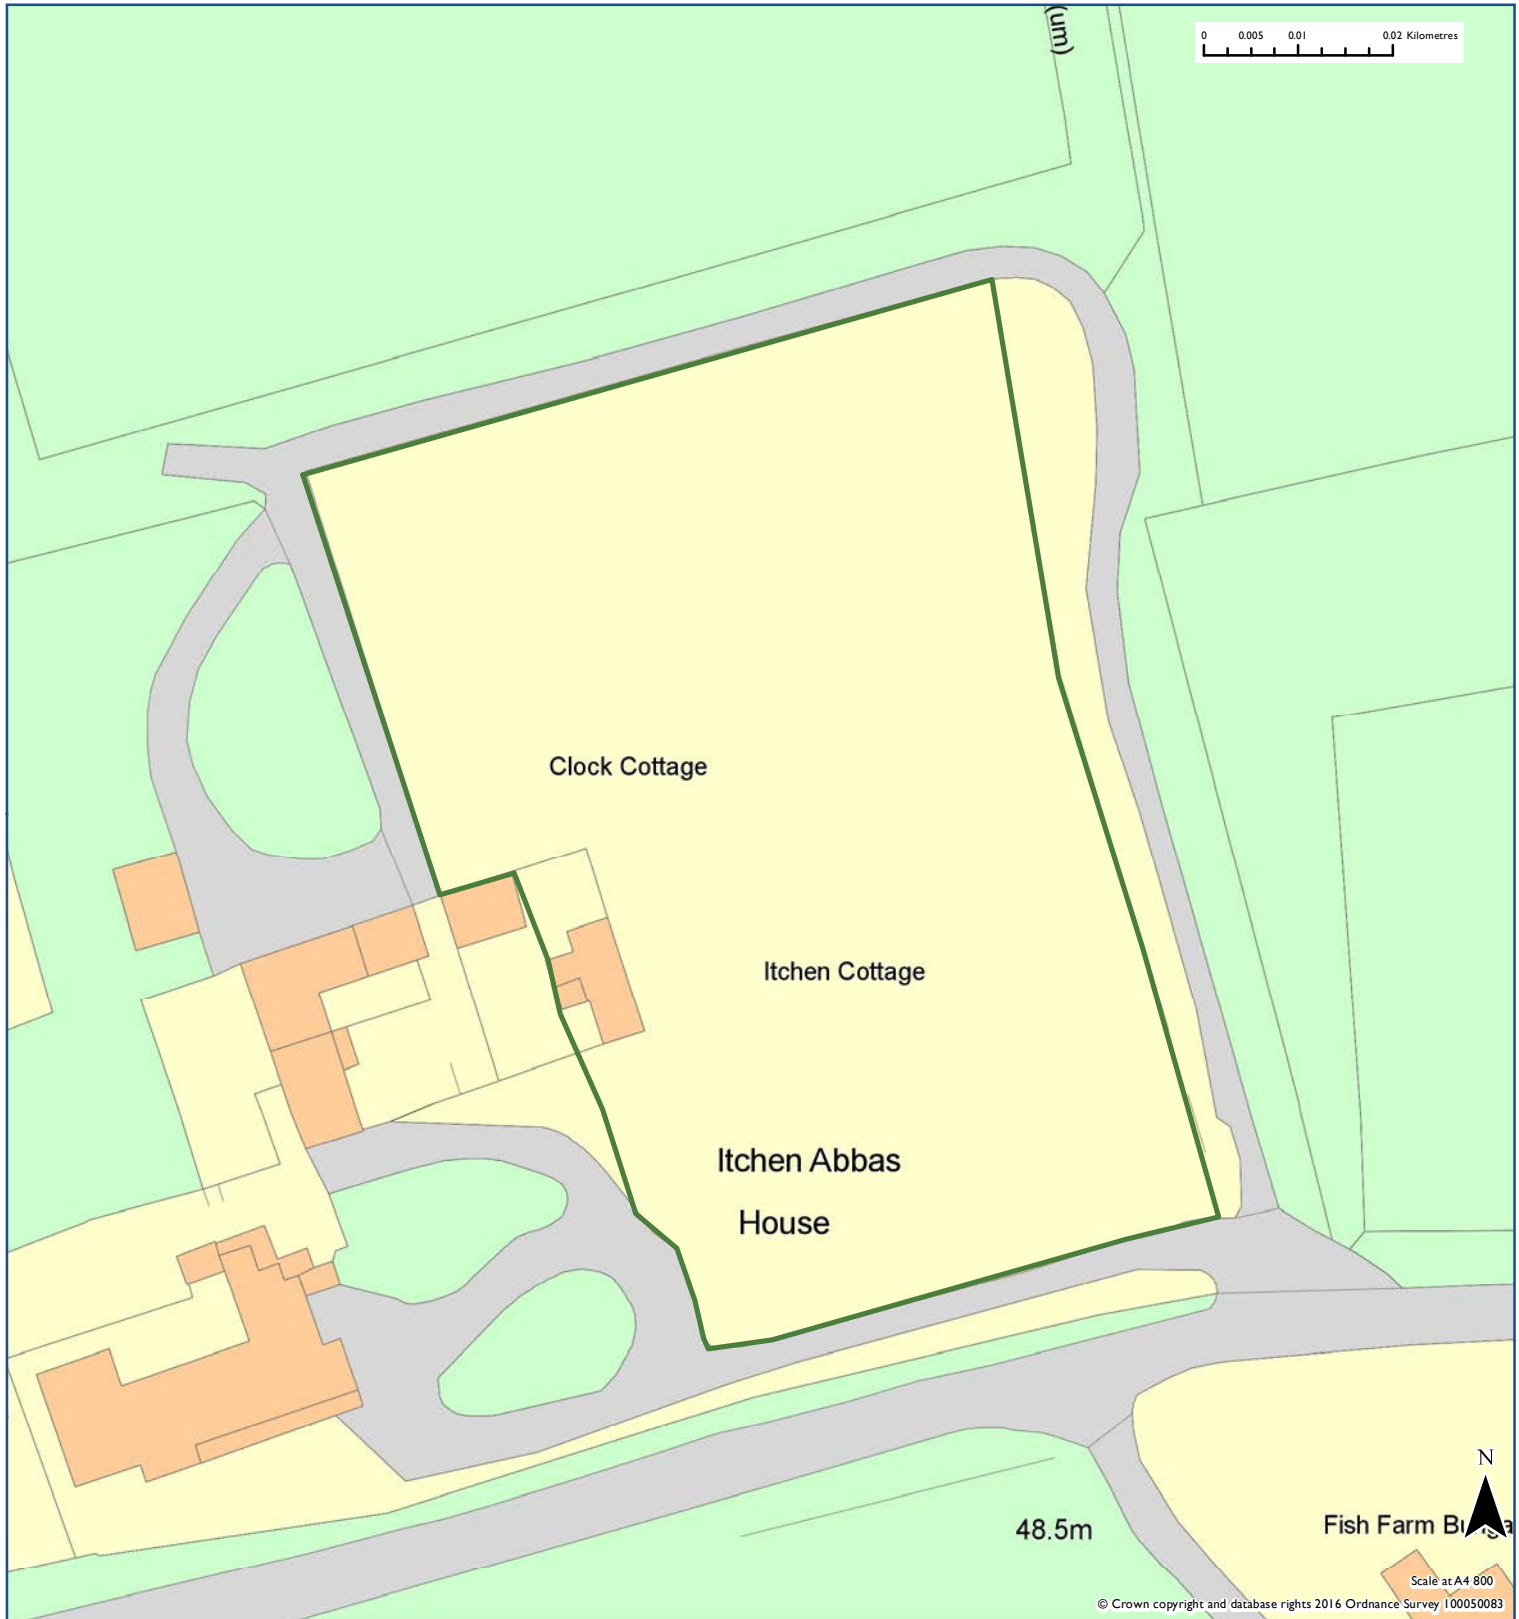 (um)
0 0.005 0.01 0.02 Kilometres
Clock Cottage
Itchen Cottage
Itchen Abbas
House
N
48.5m
Fish Farm
Scale at A4 800
© Crown copyright and database rights 2016 Ordnance Survey 100050083